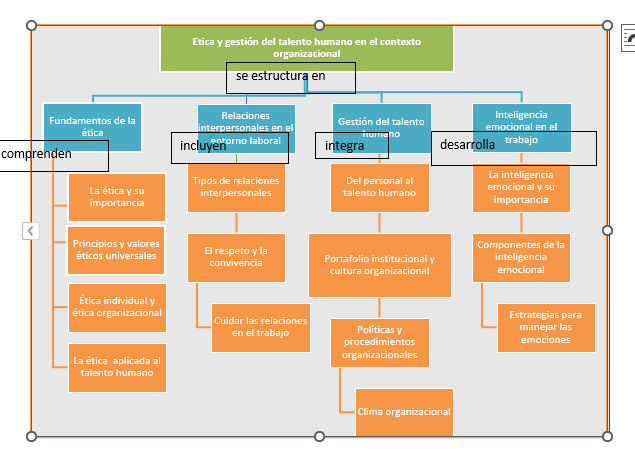 Etica y gestión del talento humano en el contexto
organizacional
se estructura en
Fundamentos de la
ética
Relaciones
interpersonales en el
entorno laboral
Gestión del talento
humano
Inteligencia
emocional en el
trabajo
comprenden
incluyen
integra
desarrolla
La ética y su
importancia
Principios y valores
éticos universales
Ética individual y
ética organizacional
La ética aplicada al
talento humano
Tipos de relaciones
interpersonales
El respeto y la
convivencia
Cuidar las relaciones
en el trabajo
Del personal al
talento humano
Portafolio institucional y
cultura organizacional
Políticas y
procedimientos
organizacionales
Clima organizacional
La inteligencia
emocional y su
importancia
Componentes de la
inteligencia
emocional
Estrategias para
manejar las
emociones